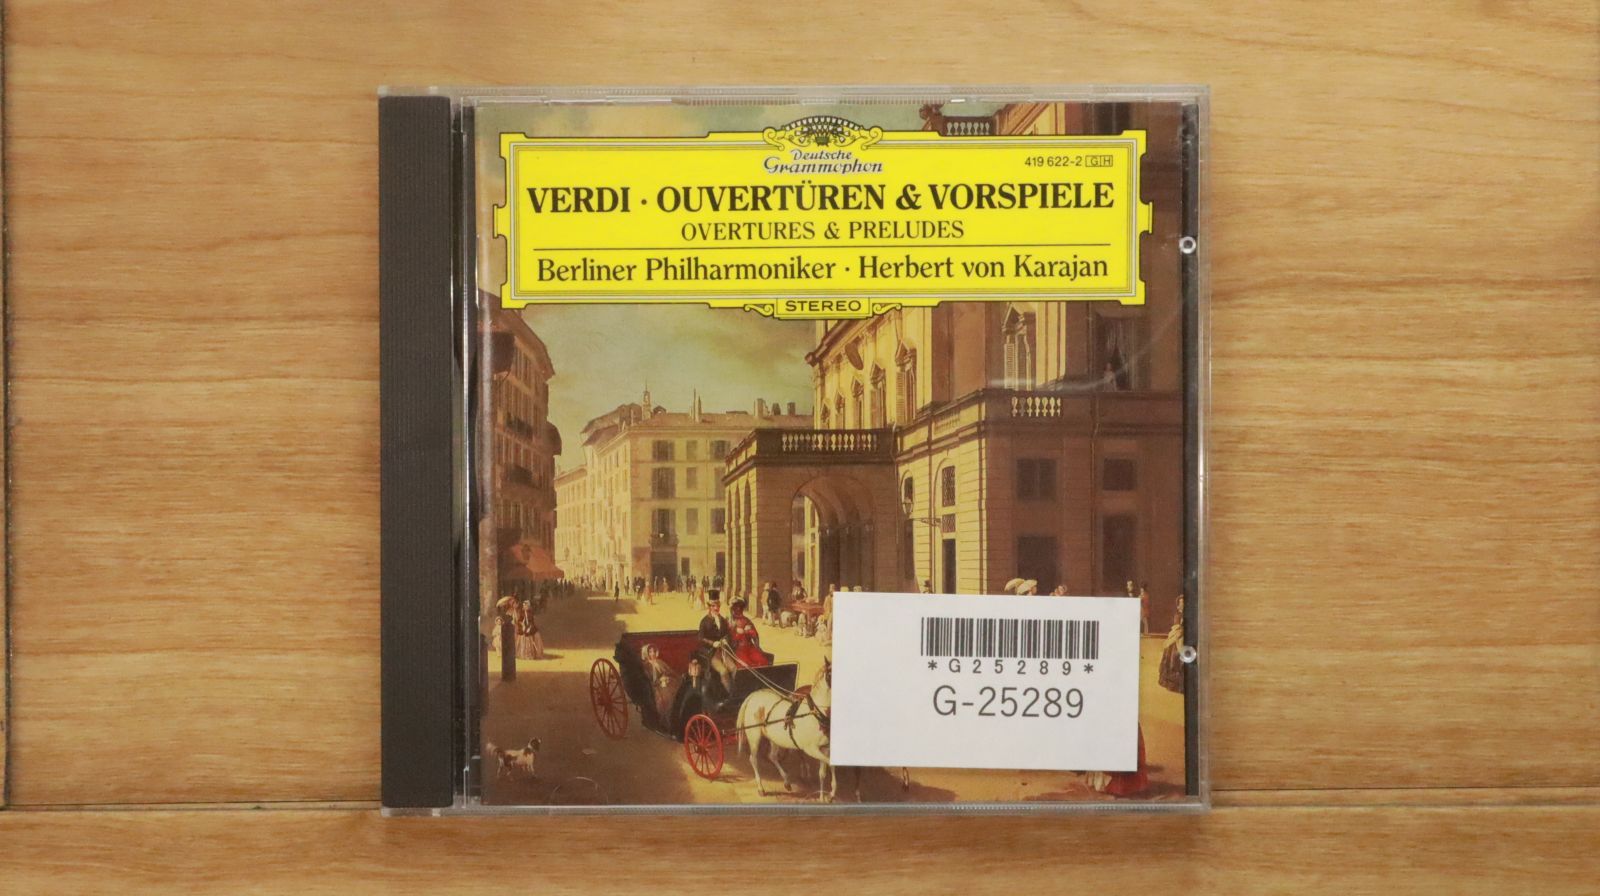 Deutsche
Grammophon
419 622-2 GH
VERDI · OUVERTÜREN & VORSPIELE
OVERTURES & PRELUDES
Berliner Philharmoniker · Herbert von Karajan
STEREO
*G25289*
G-25289